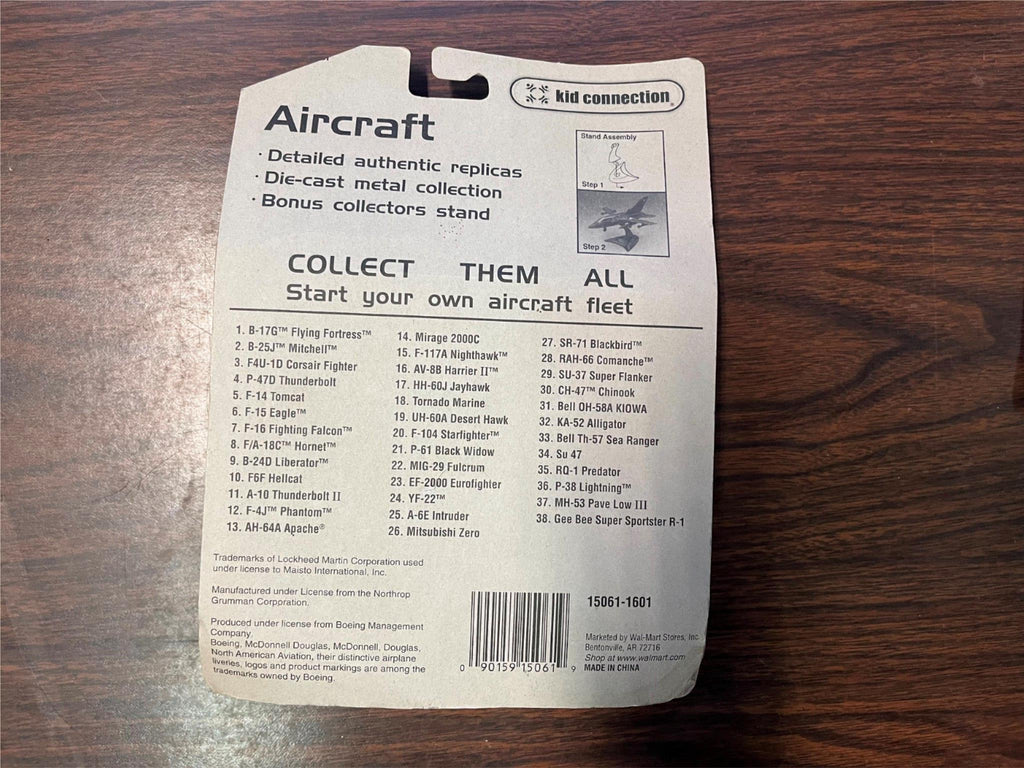 kid connection®
Aircraft
· Detailed authentic replicas
· Die-cast metal collection
· Bonus collectors stand
Stand Assembly
Step 1
Step 2
COLLECT THEM ALL
Start your own aircraft fleet
1. B-17G™ Flying Fortress™
2. B-25J™ Mitchell™
3. F4U-1D Corsair Fighter
4. P-47D Thunderbolt
5. F-14 Tomcat
6. F-15 Eagle™
7. F-16 Fighting Falcon™
8. F/A-18C™ Hornet™
9. B-24D Liberator™
10. F6F Hellcat
11. A-10 Thunderbolt II
12. F-4J™ Phantom™
13. AH-64A Apache®
14. Mirage 2000C
15. F-117A Nighthawk™
16. AV-8B Harrier II™
17. HH-60J Jayhawk
18. Tornado Marine
19. UH-60A Desert Hawk
20. F-104 Starfighter™
21. P-61 Black Widow
22. MIG-29 Fulcrum
23. EF-2000 Eurofighter
24. YF-22™
25. A-6E Intruder
26. Mitsubishi Zero
27. SR-71 Blackbird™
28. RAH-66 Comanche™
29. SU-37 Super Flanker
30. CH-47™ Chinook
31. Bell OH-58A KIOWA
32. KA-52 Alligator
33. Bell Th-57 Sea Ranger
34. Su 47
35. RQ-1 Predator
36. P-38 Lightning™
37. MH-53 Pave Low III
38. Gee Bee Super Sportster R-1
Trademarks of Lockheed Martin Corporation used
under license to Maisto International, Inc.
Manufactured under License from the Northrop
Grumman Corporation.
Produced under license from Boeing Management
Company.
Boeing, McDonnell Douglas, McDonnell, Douglas,
North American Aviation, their distinctive airplane
liveries, logos and product markings are among the
trademarks owned by Boeing.
0 90159 15061 9
15061-1601
Marketed by Wal-Mart Stores, Inc.
Bentonville, AR 72716
Shop at www.walmart.com
MADE IN CHINA